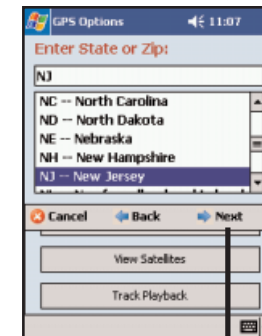 GPS Options 11:07
Enter State or Zip:
NJ
NC -- North Carolina
ND -- North Dakota
NE -- Nebraska
NH -- New Hampshire
NJ -- New Jersey
Cancel Back Next
View Satellites
Track Playback